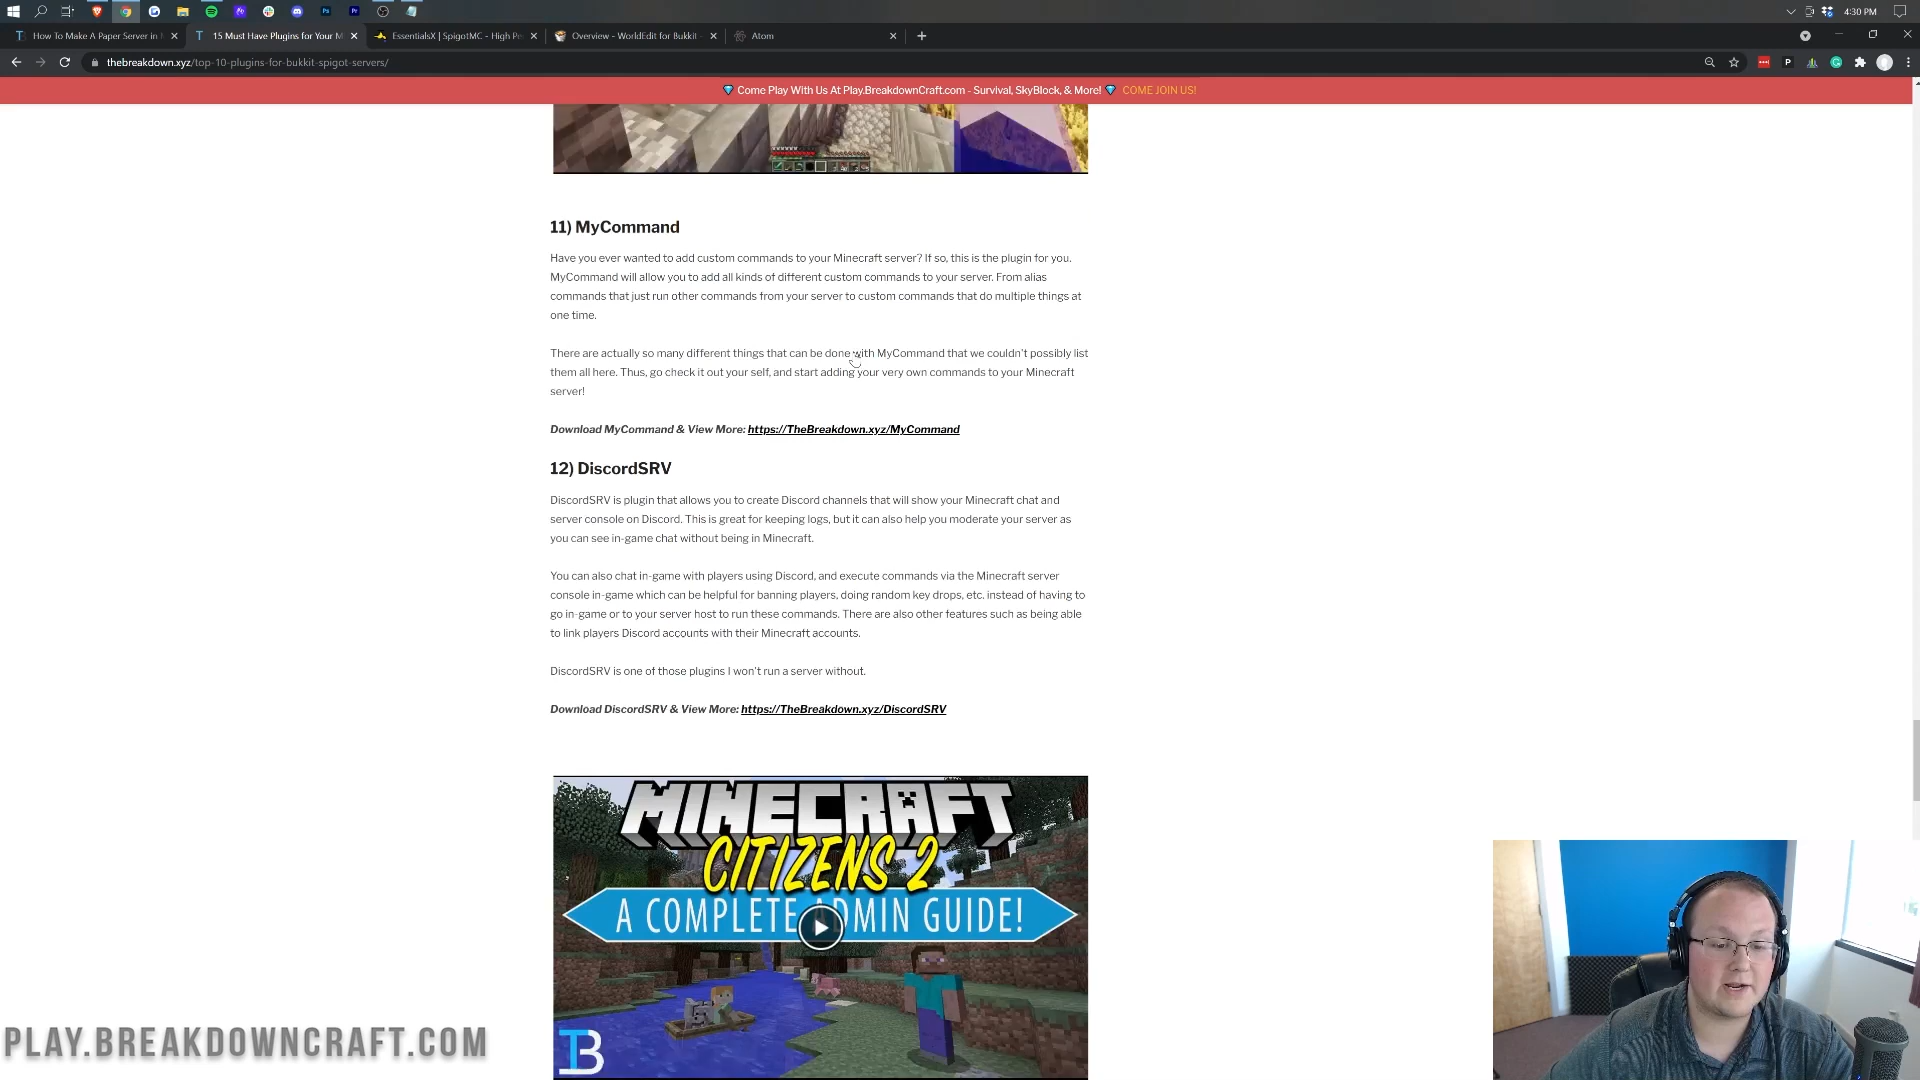 4:30 PM
How To Make A Paper Server in
15 Must Have Plugins for Your M
EssentialsX | SpigotMC - High Pe
Overview - WorldEdit for Bukkit
Atom
thebreakdown.xyz/top-10-plugins-for-bukkit-spigot-servers/
Come Play With Us At Play.BreakdownCraft.com - Survival, SkyBlock, & More! COME JOIN US!
11) MyCommand
Have you ever wanted to add custom commands to your Minecraft server? If so, this is the plugin for you.
MyCommand will allow you to add all kinds of different custom commands to your server. From alias
commands that just run other commands from your server to custom commands that do multiple things at
one time.
There are actually so many different things that can be done with MyCommand that we couldn't possibly list
them all here. Thus, go check it out your self, and start adding your very own commands to your Minecraft
server!
Download MyCommand & View More: https://TheBreakdown.xyz/MyCommand
12) DiscordSRV
DiscordSRV is plugin that allows you to create Discord channels that will show your Minecraft chat and
server console on Discord. This is great for keeping logs, but it can also help you moderate your server as
you can see in-game chat without being in Minecraft.
You can also chat in-game with players using Discord, and execute commands via the Minecraft server
console in-game which can be helpful for banning players, doing random key drops, etc. instead of having to
go in-game or to your server host to run these commands. There are also other features such as being able
to link players Discord accounts with their Minecraft accounts.
DiscordSRV is one of those plugins I won't run a server without.
Download DiscordSRV & View More: https://TheBreakdown.xyz/DiscordSRV
MINECRAFT
CITIZENS 2
A COMPLETE ADMIN GUIDE!
TB
PLAY.BREAKDOWNCRAFT.COM